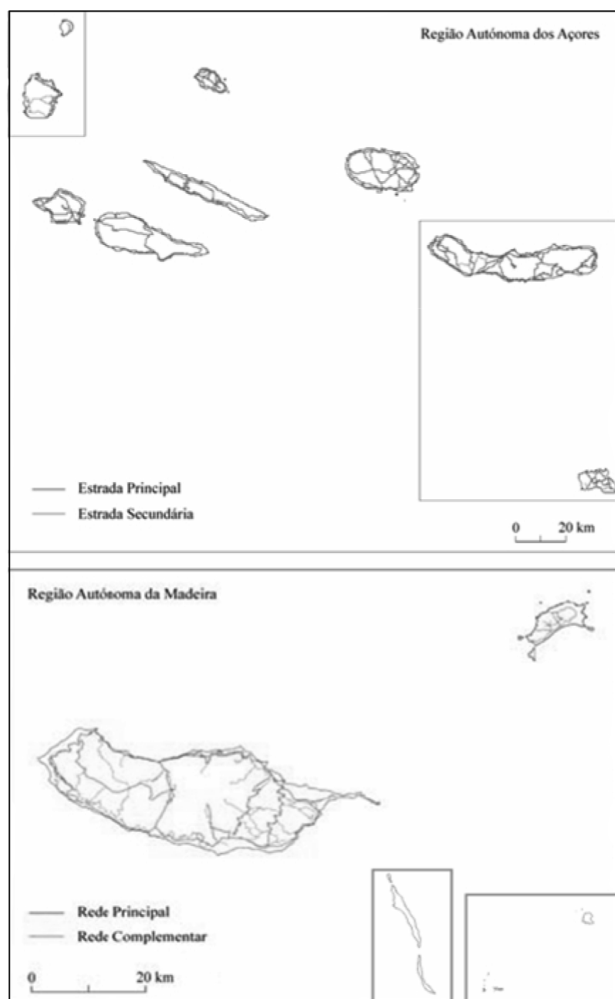 Região Autónoma dos Açores
Estrada Principal
Estrada Secundária
0 20 km
Região Autónoma da Madeira
Rede Principal
Rede Complementar
0 20 km